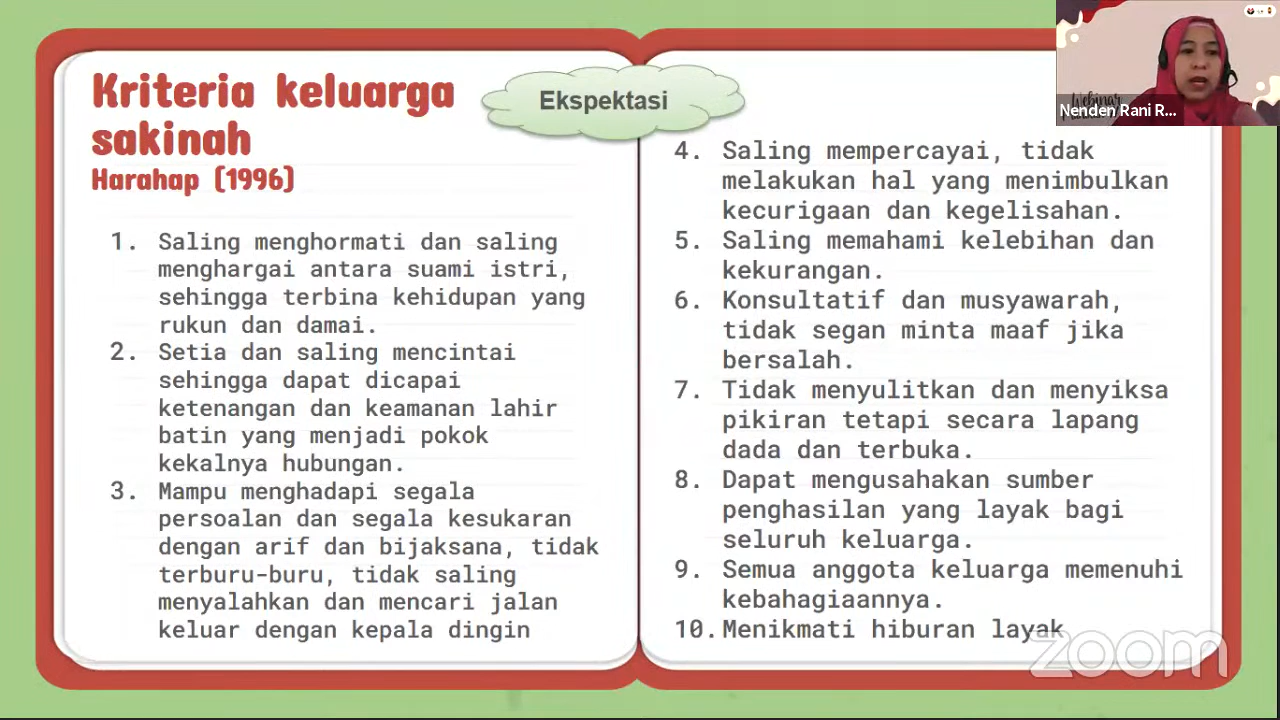 Kriteria keluarga
sakinah
Harahap (1996)
Ekspektasi
1. Saling menghormati dan saling
menghargai antara suami istri,
sehingga terbina kehidupan yang
rukun dan damai.
2. Setia dan saling mencintai
sehingga dapat dicapai
ketenangan dan keamanan lahir
batin yang menjadi pokok
kekalnya hubungan.
3. Mampu menghadapi segala
persoalan dan segala kesukaran
dengan arif dan bijaksana, tidak
terburu-buru, tidak saling
menyalahkan dan mencari jalan
keluar dengan kepala dingin
4. Saling mempercayai, tidak
melakukan hal yang menimbulkan
kecurigaan dan kegelisahan.
5. Saling memahami kelebihan dan
kekurangan.
6. Konsultatif dan musyawarah,
tidak segan minta maaf jika
bersalah.
7. Tidak menyulitkan dan menyiksa
pikiran tetapi secara lapang
dada dan terbuka.
8. Dapat mengusahakan sumber
penghasilan yang layak bagi
seluruh keluarga.
9. Semua anggota keluarga memenuhi
kebahagiaannya.
10. Menikmati hiburan layak
Webinar
Nenden Rani R...
zoom